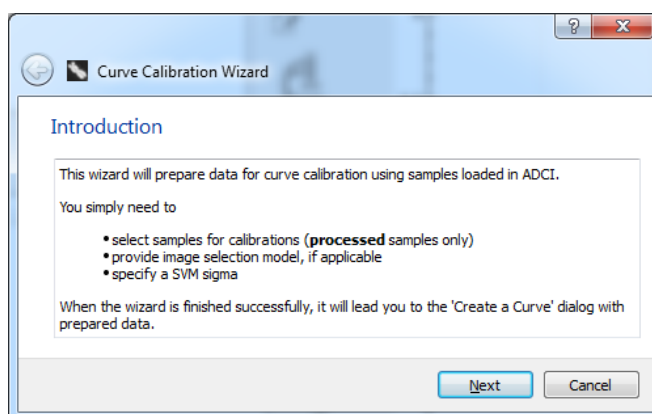 ?
X
Curve Calibration Wizard
Introduction
This wizard will prepare data for curve calibration using samples loaded in ADCI.
You simply need to
• select samples for calibrations (processed samples only)
• provide image selection model, if applicable
• specify a SVM sigma
When the wizard is finished successfully, it will lead you to the 'Create a Curve' dialog with
prepared data.
Next
Cancel